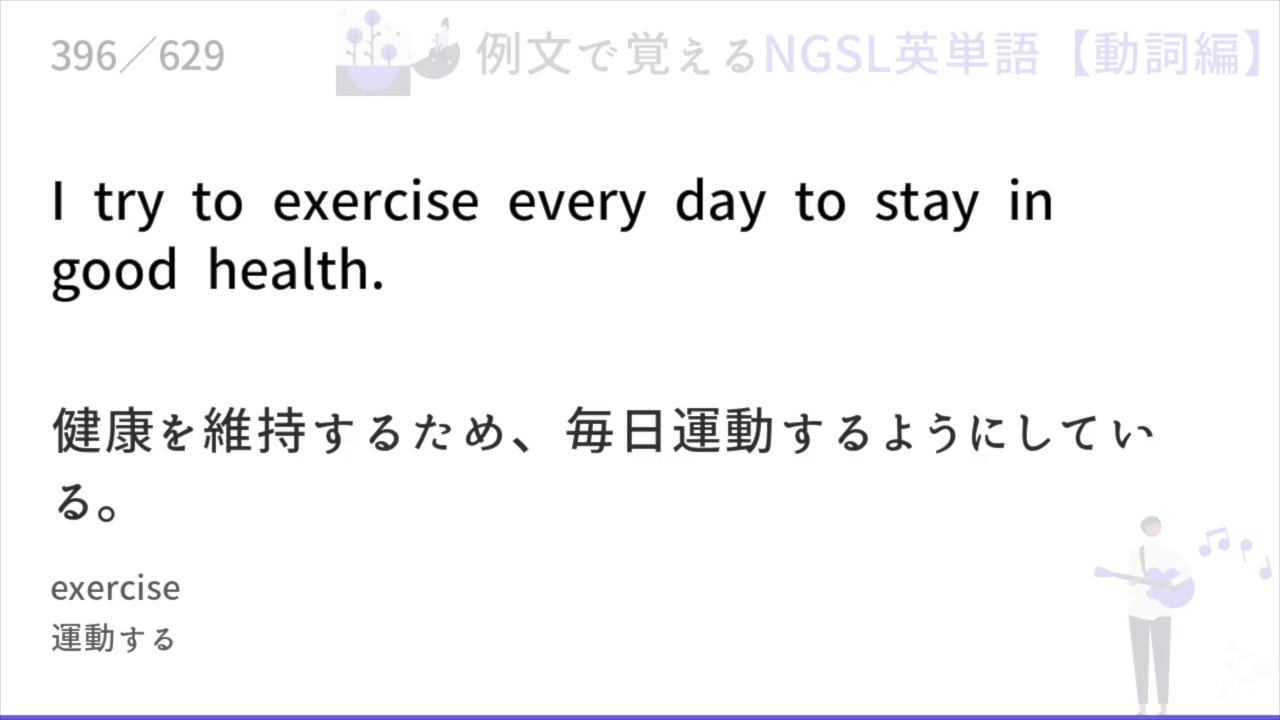 396／629
例文で覚えるNGSL英単語【動詞編】
I try to exercise every day to stay in
good health.
健康を維持するため、毎日運動するようにしてい
る。
exercise
運動する